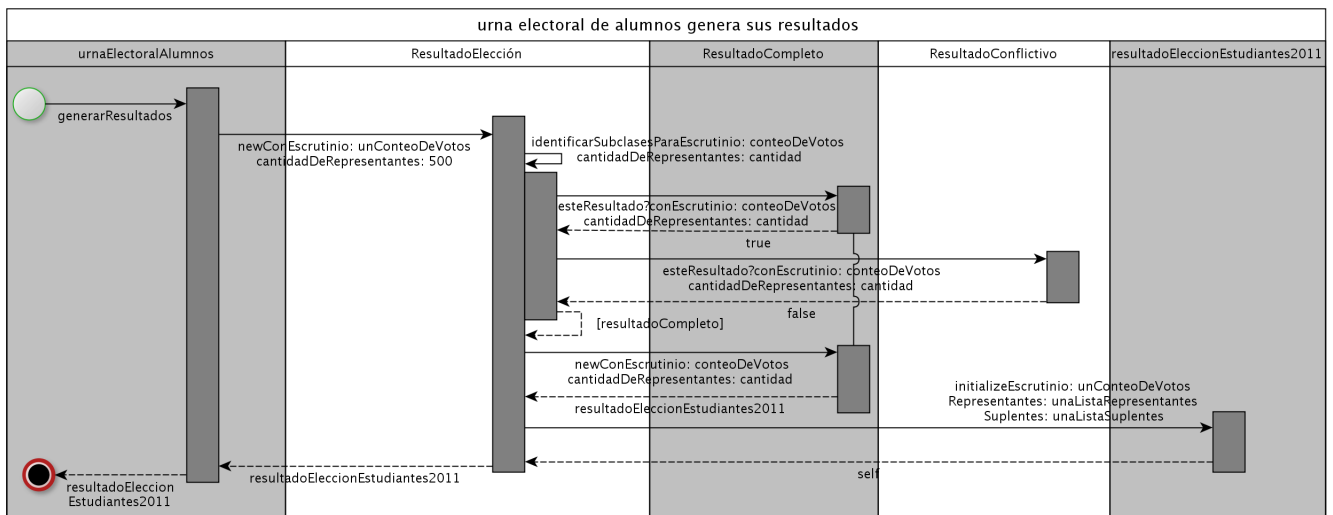 urna electoral de alumnos genera sus resultados
urnaElectoralAlumnos
ResultadoElección
ResultadoCompleto
ResultadoConflictivo
resultadoEleccionEstudiantes2011
generarResultados
newConEscrutinio: unConteoDeVotos
cantidadDeRepresentantes: 500
identificarSubclasesParaEscrutinio: conteoDeVotos
cantidadDeRepresentantes: cantidad
esteResultado?conEscrutinio: conteoDeVotos
cantidadDeRepresentantes: cantidad
true
esteResultado?conEscrutinio: conteoDeVotos
cantidadDeRepresentantes: cantidad
false
[resultadoCompleto]
newConEscrutinio: conteoDeVotos
cantidadDeRepresentantes: cantidad
resultadoEleccionEstudiantes2011
initializeEscrutinio: unConteoDeVotos
Representantes: unaListaRepresentantes
Suplentes: unaListaSuplentes
self
resultadoEleccionEstudiantes2011
resultadoEleccion
Estudiantes2011